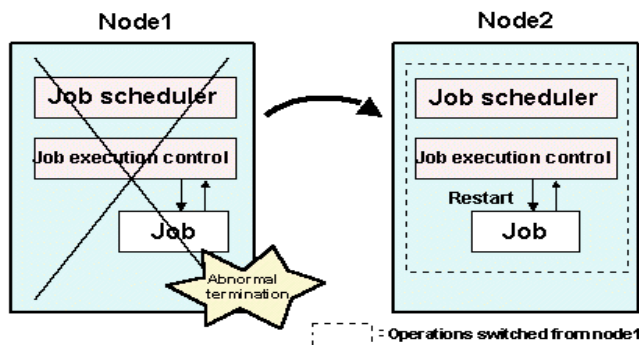 Node1
Node2
Job scheduler
Job execution control
Job
Abnormal
termination
Job scheduler
Job execution control
Restart
Job
= Operations switched from node1